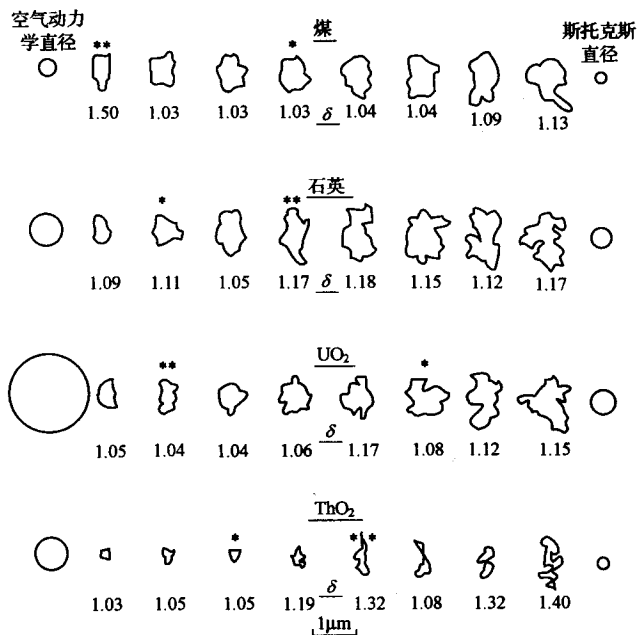 空气动力
学直径
煤
斯托克斯
直径
** *
1.50 1.03 1.03 1.03 δ 1.04 1.04 1.09 1.13
石英
* **
1.09 1.11 1.05 1.17 δ 1.18 1.15 1.12 1.17
UO₂
** *
1.05 1.04 1.04 1.06 δ 1.17 1.08 1.12 1.15
ThO₂
* * *
1.03 1.05 1.05 1.19 δ 1.32 1.08 1.32 1.40
1μm